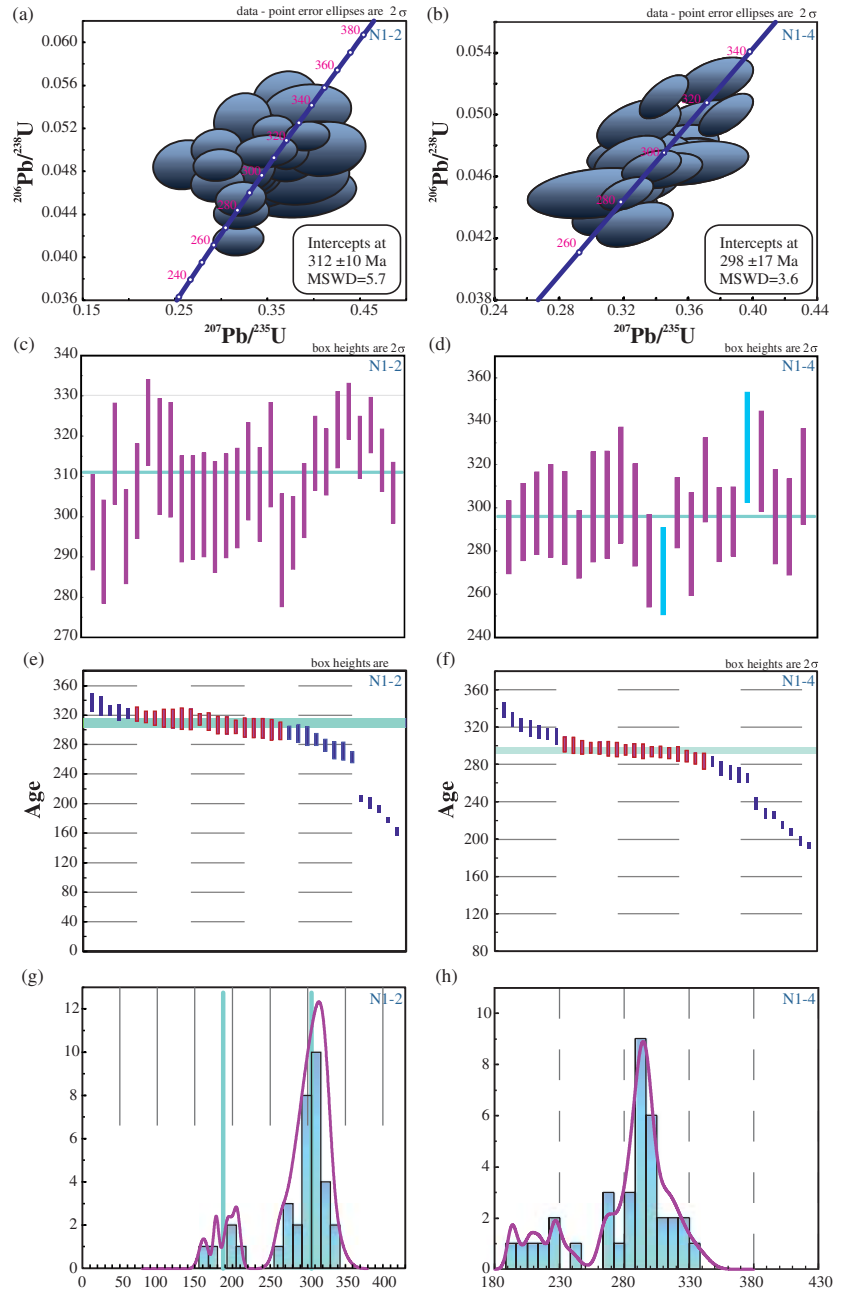 (a)
data - point error ellipses are 2 σ
N1-2
0.060
0.056
0.052
0.048
0.044
0.040
0.036
206Pb/238U
380
360
340
320
300
280
260
240
Intercepts at
312 ±10 Ma
MSWD=5.7
0.15
0.25
0.35
0.45
207Pb/235U
(b)
data - point error ellipses are 2 σ
N1-4
0.054
0.050
0.046
0.042
0.038
206Pb/238U
340
320
300
280
260
Intercepts at
298 ±17 Ma
MSWD=3.6
0.24
0.28
0.32
0.36
0.40
0.44
207Pb/235U
(c)
box heights are 2σ
N1-2
340
330
320
310
300
290
280
270
(d)
box heights are 2σ
N1-4
360
340
320
300
280
260
240
(e)
box heights are
N1-2
360
320
280
240
200
160
120
80
40
0
Age
(f)
box heights are 2σ
N1-4
360
320
280
240
200
160
120
80
Age
(g)
N1-2
12
10
8
6
4
2
0
0 50 100 150 200 250 300 350 400
(h)
N1-4
10
8
6
4
2
0
180 230 280 330 380 430